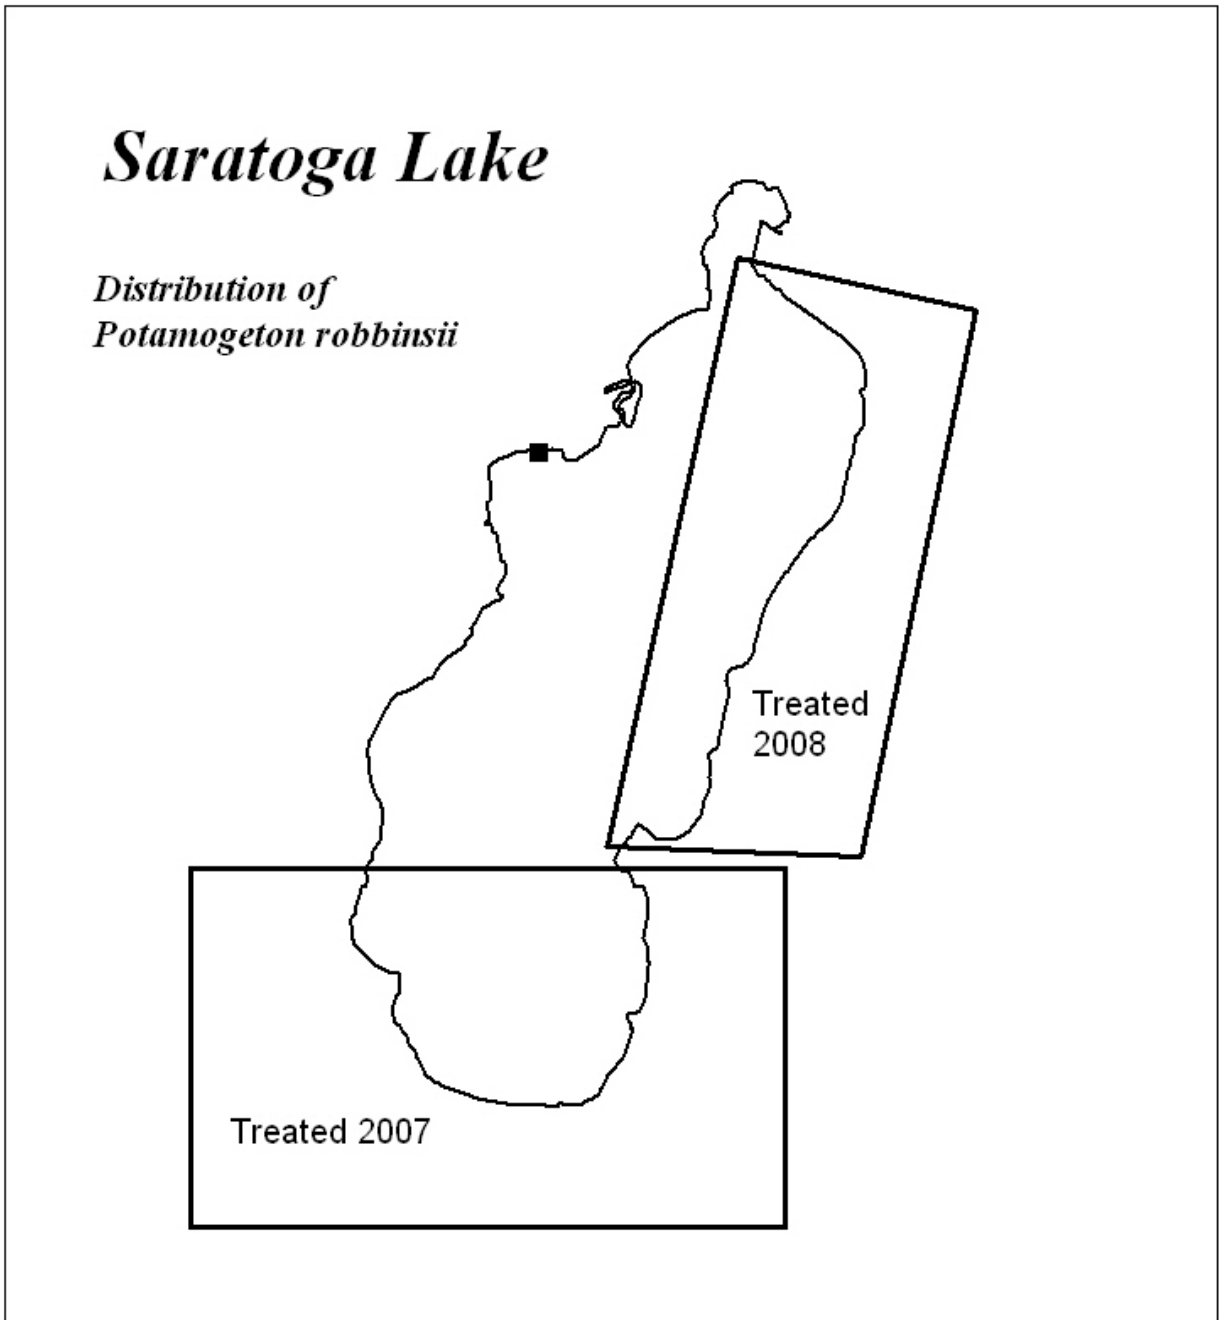 Saratoga Lake
Distribution of
Potamogeton robbinsii
Treated
2008
Treated 2007